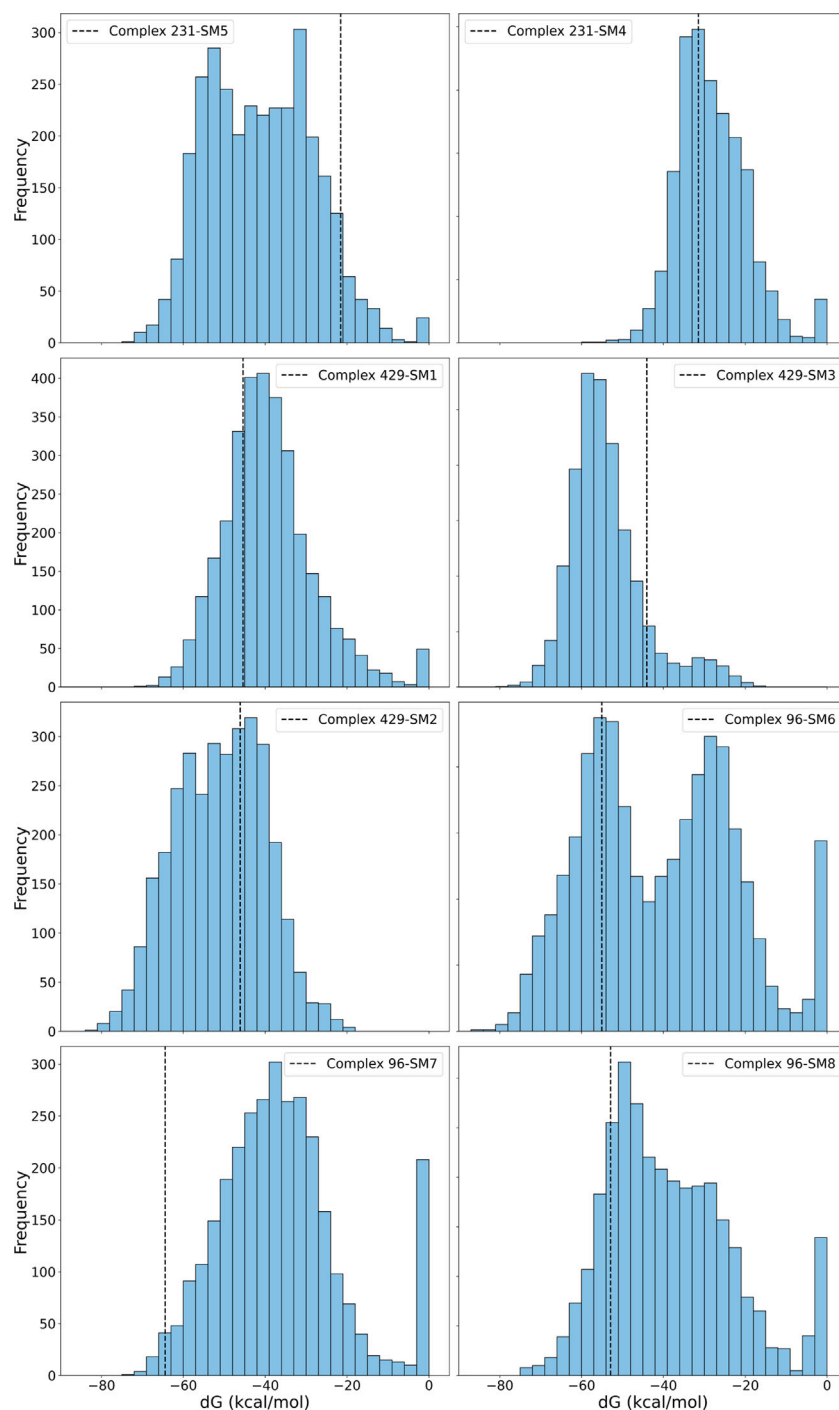 Complex 231-SM5
Complex 231-SM4
300
250
200
150
100
50
0
Frequency
Complex 429-SM1
Complex 429-SM3
400
350
300
250
200
150
100
50
0
Frequency
Complex 429-SM2
Complex 96-SM6
300
250
200
150
100
50
0
Frequency
Complex 96-SM7
Complex 96-SM8
300
250
200
150
100
50
0
Frequency
−80 −60 −40 −20 0
−80 −60 −40 −20 0
dG (kcal/mol)
dG (kcal/mol)